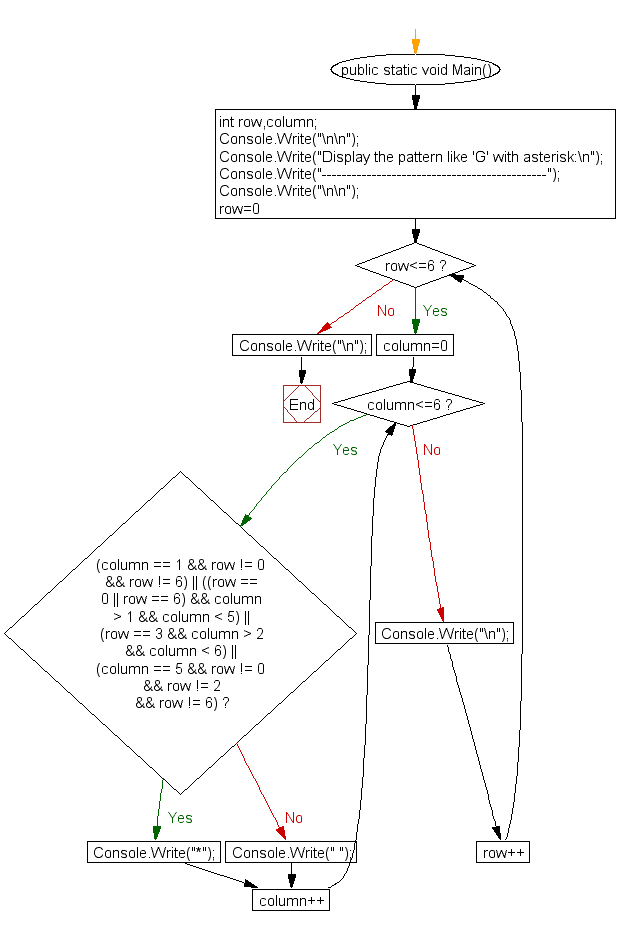 public static void Main()
int row,column;
Console.Write("\n\n");
Console.Write("Display the pattern like 'G' with asterisk:\n");
Console.Write("----------------------------------------------");
Console.Write("\n\n");
row=0
row<=6 ?
No
Yes
Console.Write("\n");
column=0
End
column<=6 ?
Yes
No
(column == 1 && row != 0
&& row != 6) || ((row ==
0 || row == 6) && column
> 1 && column < 5) ||
(row == 3 && column > 2
&& column < 6) ||
(column == 5 && row != 0
&& row != 2
&& row != 6) ?
Console.Write("\n");
Yes
No
Console.Write("*");
Console.Write(" ");
row++
column++